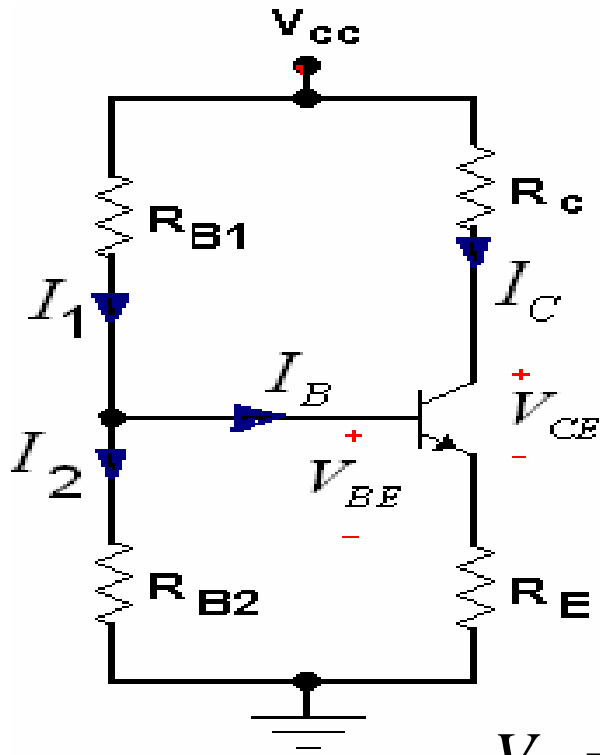 Vcc
RB1
Rc
I1
IC
IB
+
VCE
-
I2
+
VBE
-
RB2
RE
V